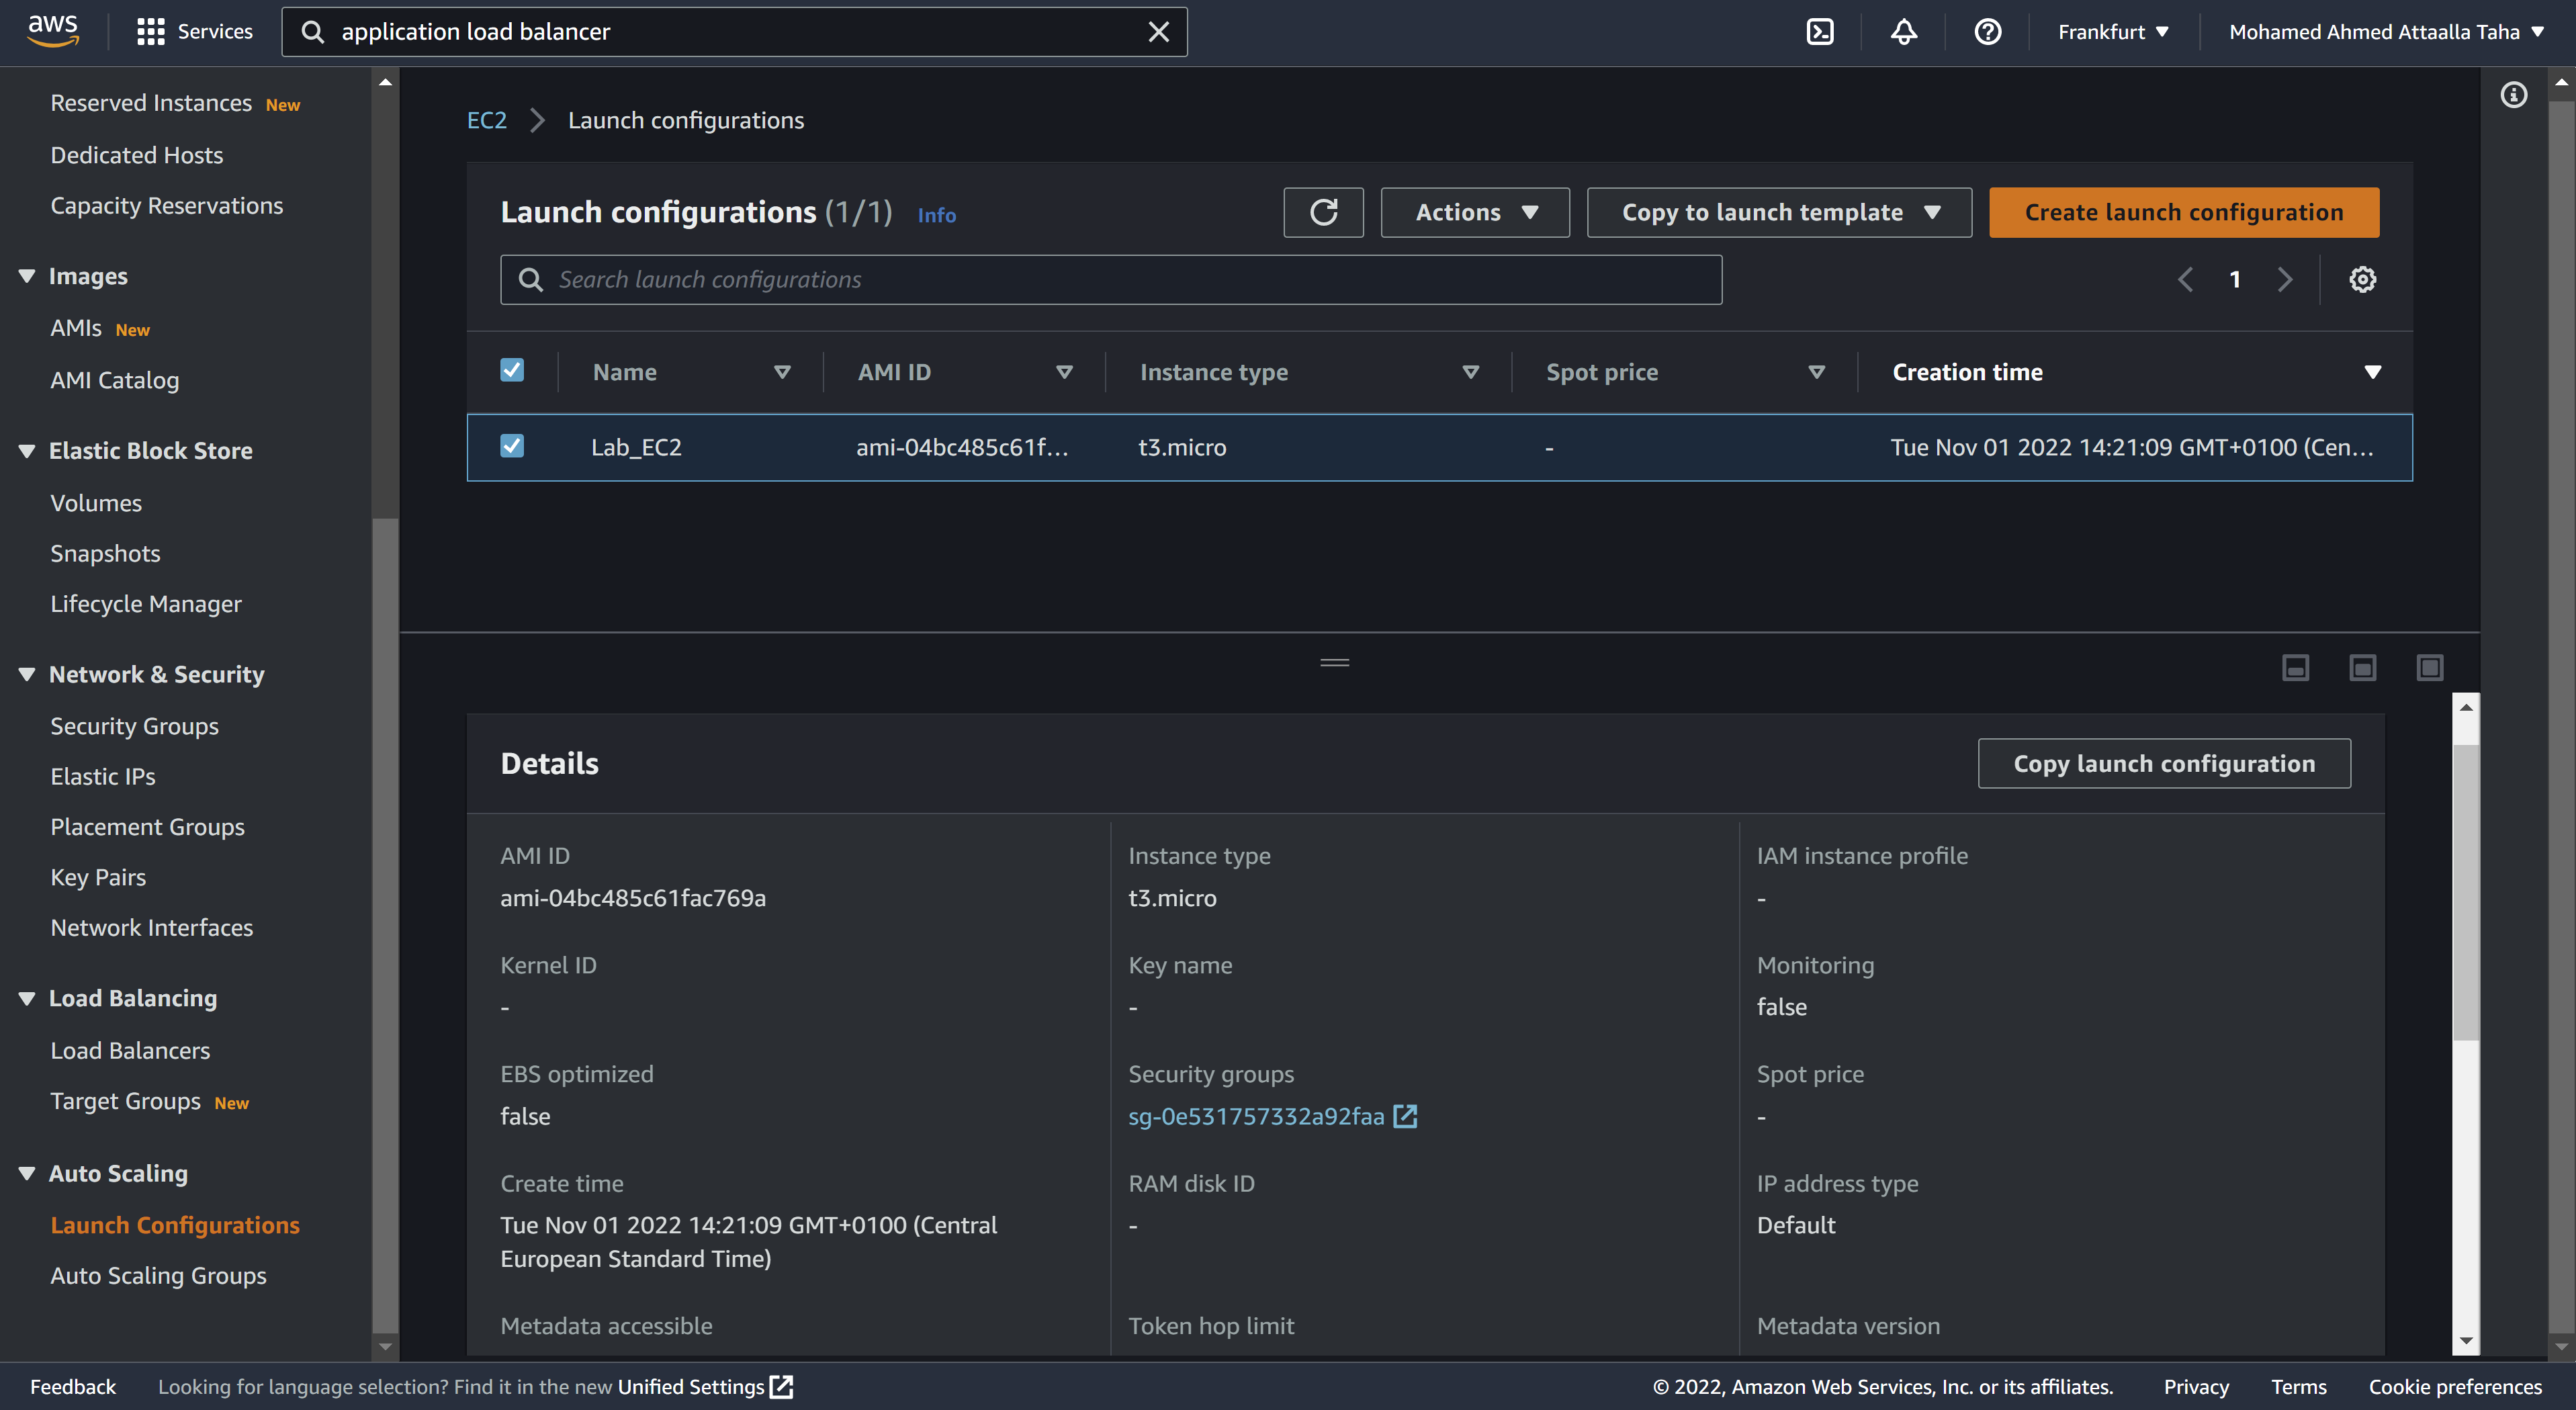 aws
Services
application load balancer
Frankfurt
Mohamed Ahmed Attaalla Taha
Reserved Instances New
Dedicated Hosts
Capacity Reservations
Images
AMIs New
AMI Catalog
Elastic Block Store
Volumes
Snapshots
Lifecycle Manager
Network & Security
Security Groups
Elastic IPs
Placement Groups
Key Pairs
Network Interfaces
Load Balancing
Load Balancers
Target Groups New
Auto Scaling
Launch Configurations
Auto Scaling Groups
EC2 > Launch configurations
Launch configurations (1/1) Info
Actions
Copy to launch template
Create launch configuration
Search launch configurations
1
Name AMI ID Instance type Spot price Creation time
Lab_EC2 ami-04bc485c61f... t3.micro - Tue Nov 01 2022 14:21:09 GMT+0100 (Cen...
Details
Copy launch configuration
AMI ID
ami-04bc485c61fac769a
Instance type
t3.micro
IAM instance profile
-
Kernel ID
-
Key name
-
Monitoring
false
EBS optimized
false
Security groups
sg-0e531757332a92faa
Spot price
-
Create time
Tue Nov 01 2022 14:21:09 GMT+0100 (Central
European Standard Time)
RAM disk ID
-
IP address type
Default
Metadata accessible
Token hop limit
Metadata version
Feedback
Looking for language selection? Find it in the new Unified Settings
© 2022, Amazon Web Services, Inc. or its affiliates.
Privacy
Terms
Cookie preferences